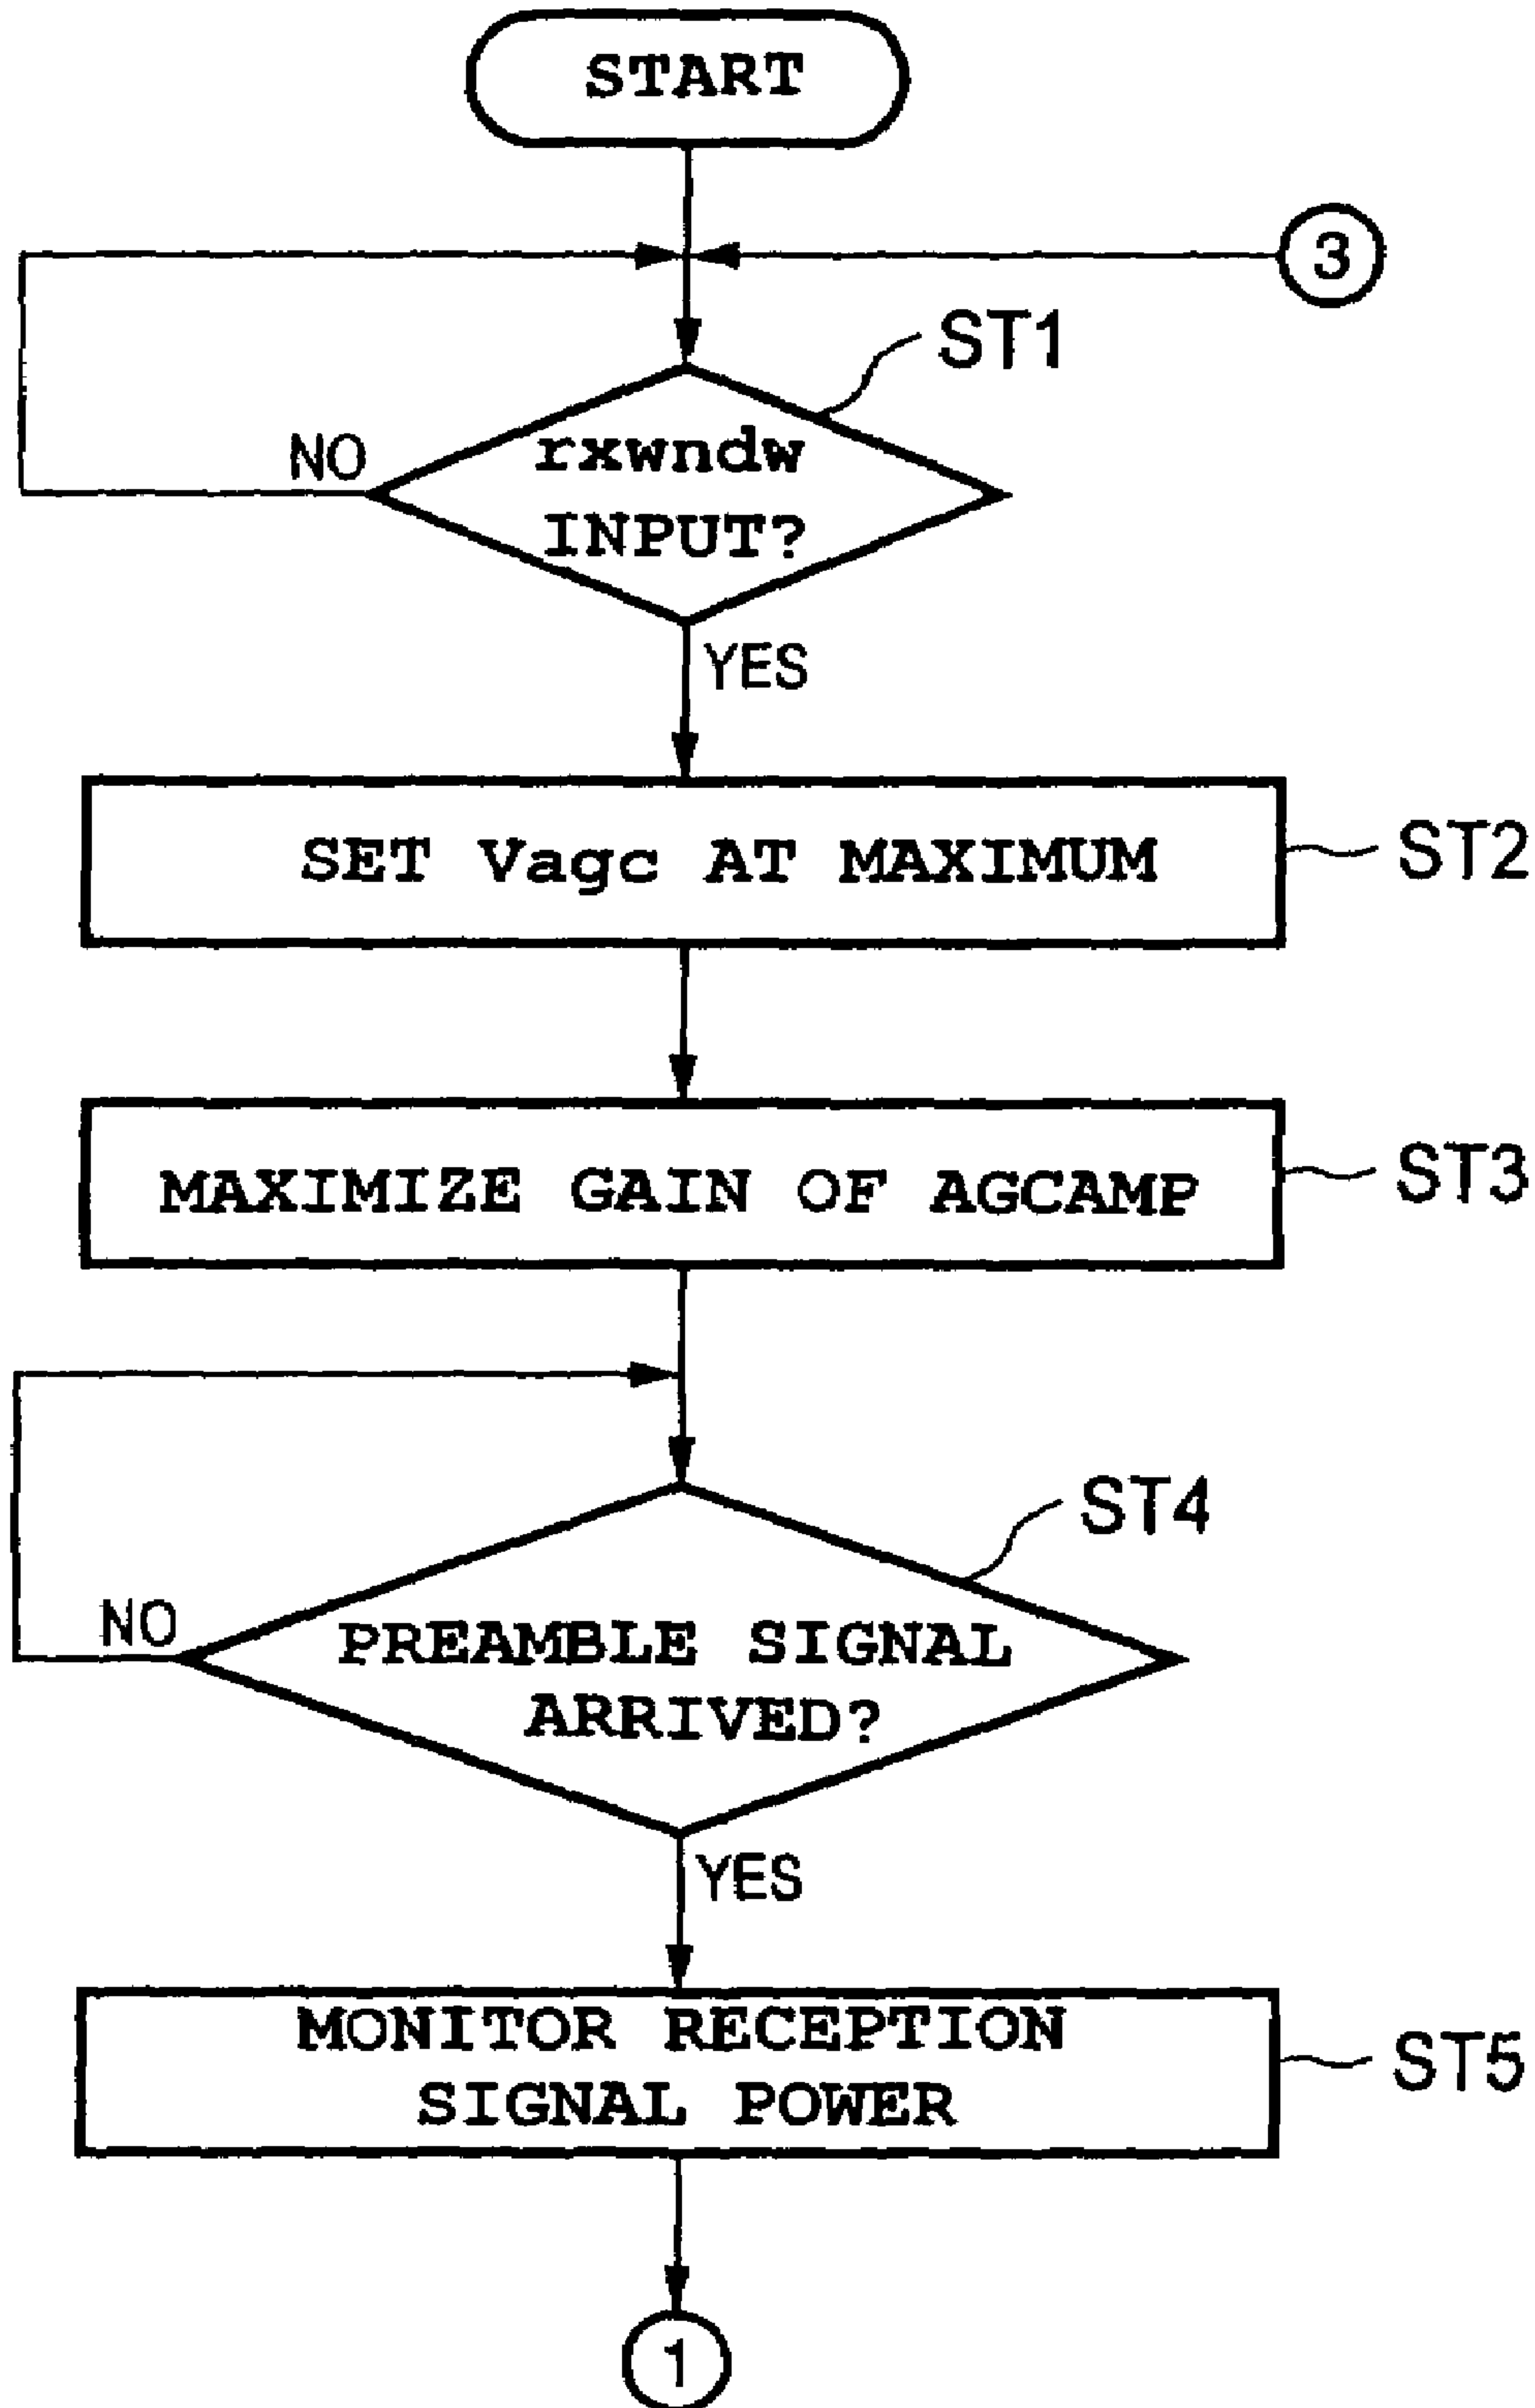 START
3
ST1
rxwndw
INPUT?
NO
YES
SET Vagc AT MAXIMUM
ST2
MAXIMIZE GAIN OF AGCAMP
ST3
ST4
PREAMBLE SIGNAL
ARRIVED?
NO
YES
MONITOR RECEPTION
SIGNAL POWER
ST5
1